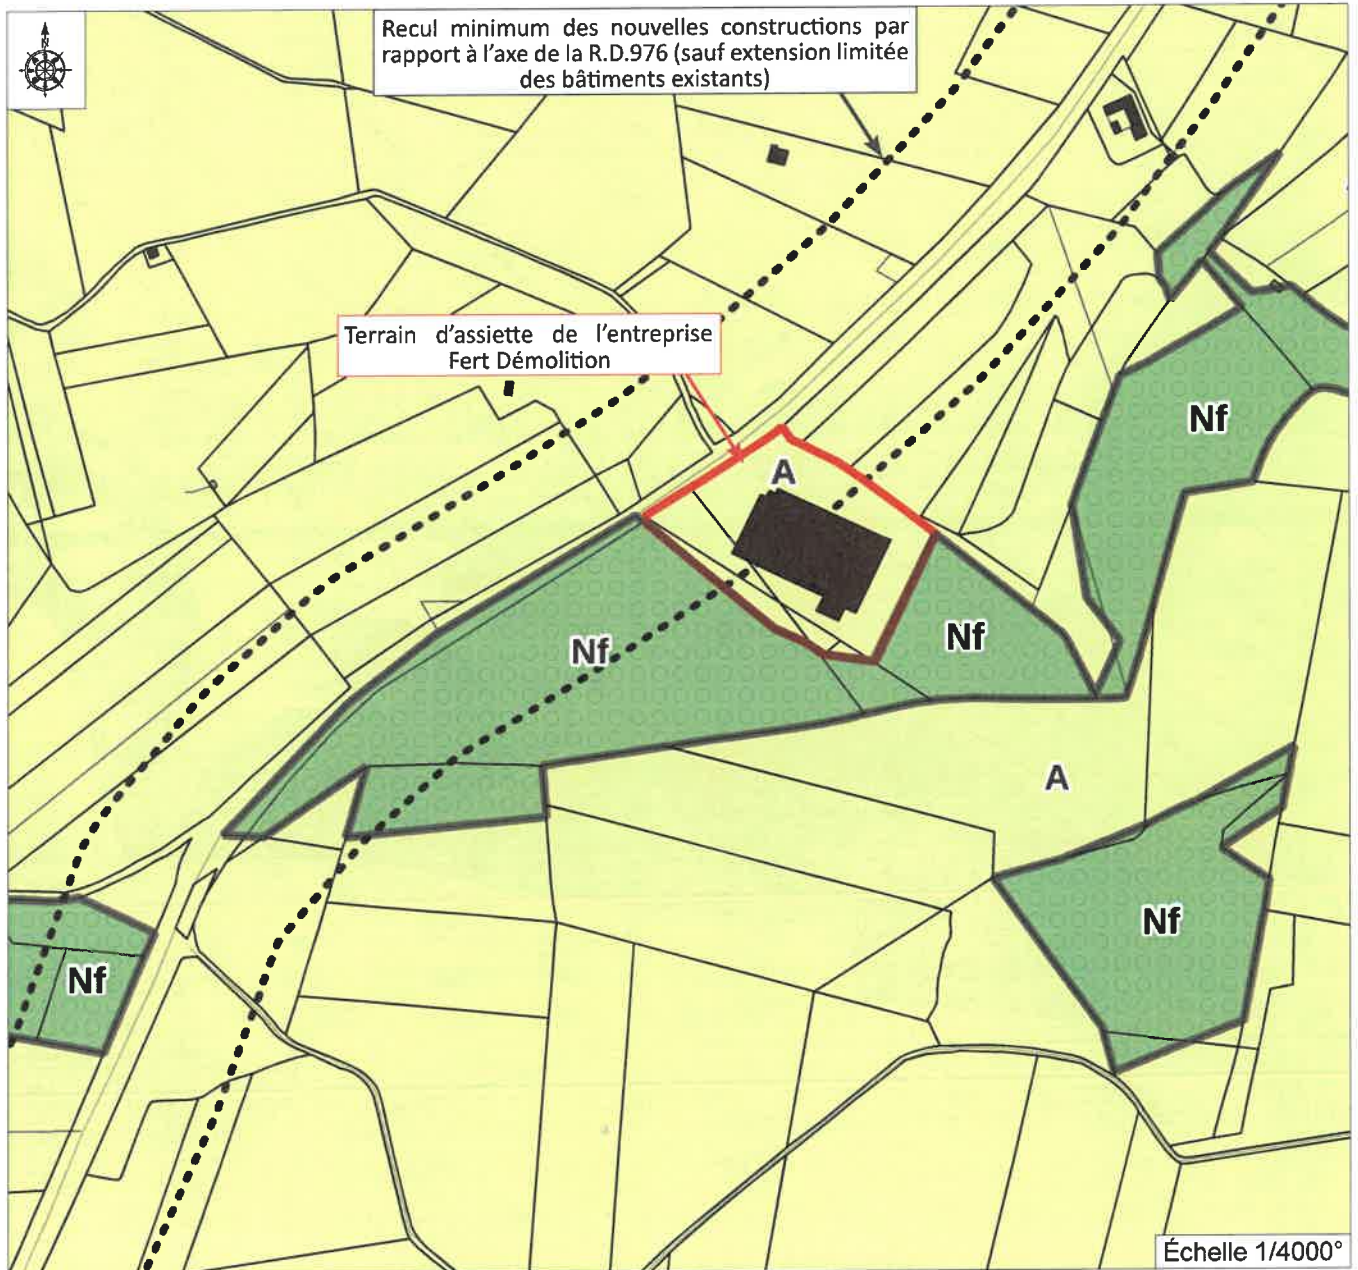 N
Recul minimum des nouvelles constructions par
rapport à l'axe de la R.D.976 (sauf extension limitée
des bâtiments existants)
Terrain d'assiette de l'entreprise
Fert Démolition
Nf
A
Nf
Nf
A
Nf
Nf
Échelle 1/4000°